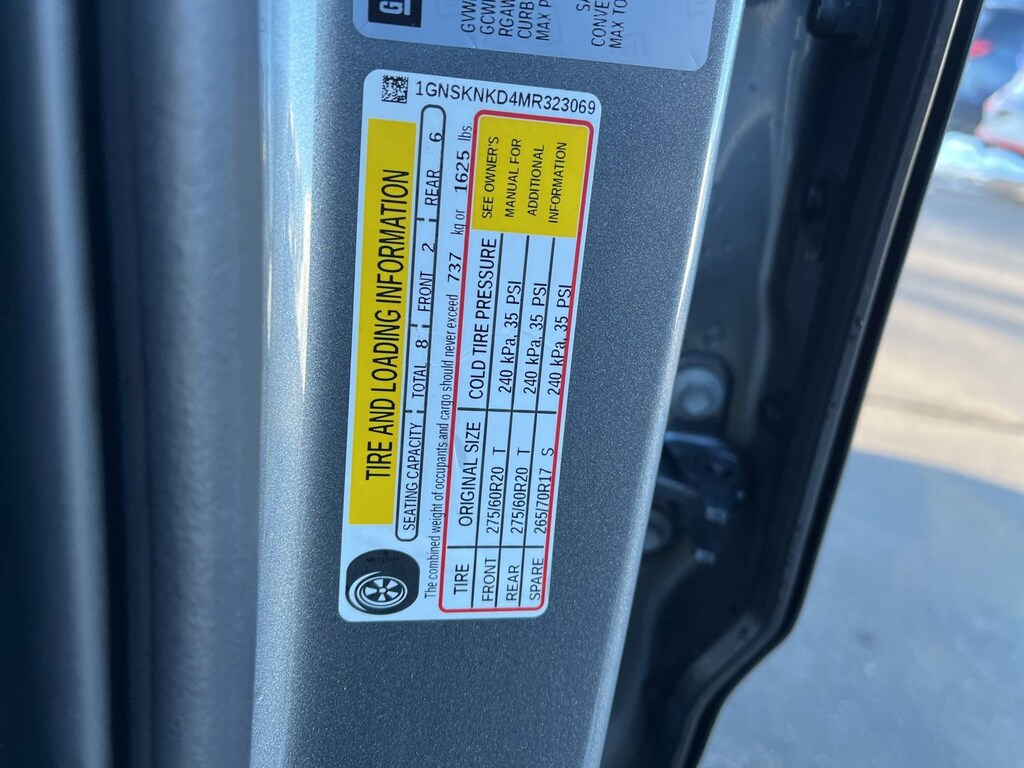 GM
GVW
GCW
RGAW
CURB
MAX P
SA
CONVE
MAX TO
1GNSKNKD4MR323069
TIRE AND LOADING INFORMATION
SEATING CAPACITY TOTAL 8 FRONT 2 REAR 6
The combined weight of occupants and cargo should never exceed 737 kg or 1625 lbs
TIRE ORIGINAL SIZE COLD TIRE PRESSURE
FRONT 275/60R20 T 240 kPa, 35 PSI
REAR 275/60R20 T 240 kPa, 35 PSI
SPARE 265/70R17 S 240 kPa, 35 PSI
SEE OWNER'S
MANUAL FOR
ADDITIONAL
INFORMATION